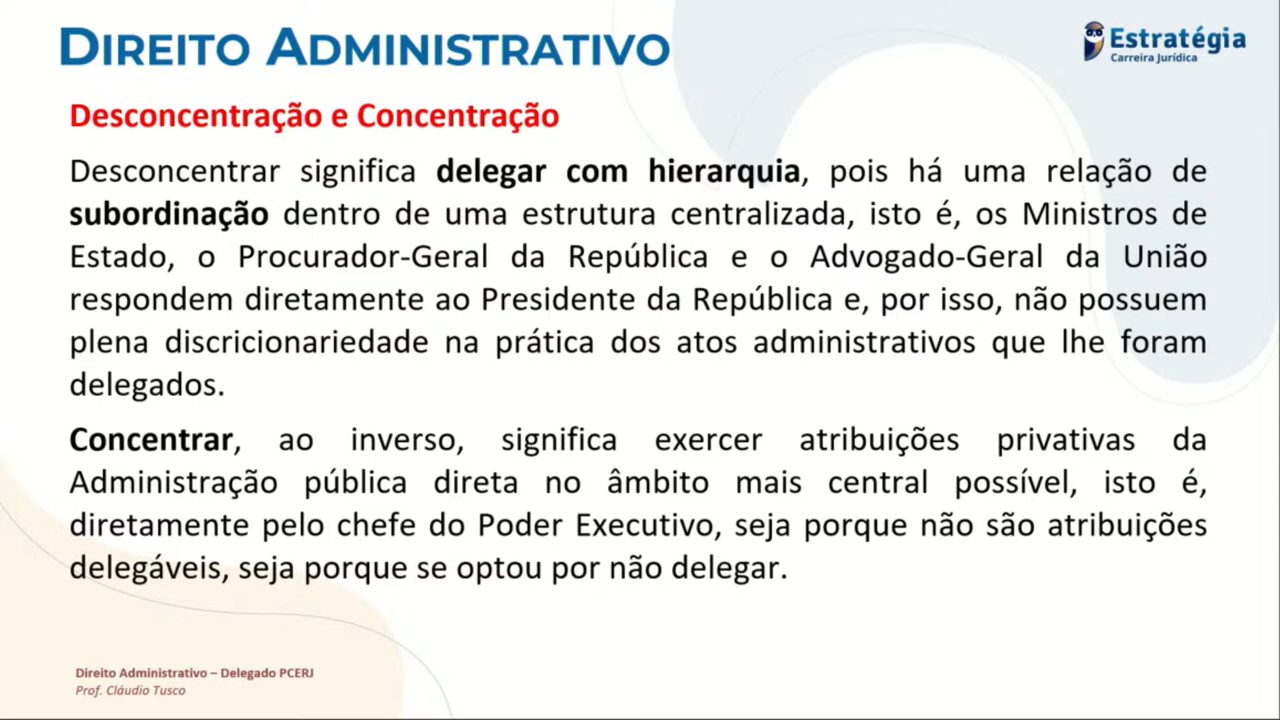 DIREITO ADMINISTRATIVO
Estratégia
Carreira Jurídica
Desconcentração e Concentração
Desconcentrar significa delegar com hierarquia, pois há uma relação de
subordinação dentro de uma estrutura centralizada, isto é, os Ministros de
Estado, o Procurador-Geral da República e o Advogado-Geral da União
respondem diretamente ao Presidente da República e, por isso, não possuem
plena discricionariedade na prática dos atos administrativos que lhe foram
delegados.
Concentrar, ao inverso, significa exercer atribuições privativas da
Administração pública direta no âmbito mais central possível, isto é,
diretamente pelo chefe do Poder Executivo, seja porque não são atribuições
delegáveis, seja porque se optou por não delegar.
Direito Administrativo – Delegado PCERJ
Prof. Cláudio Tusco